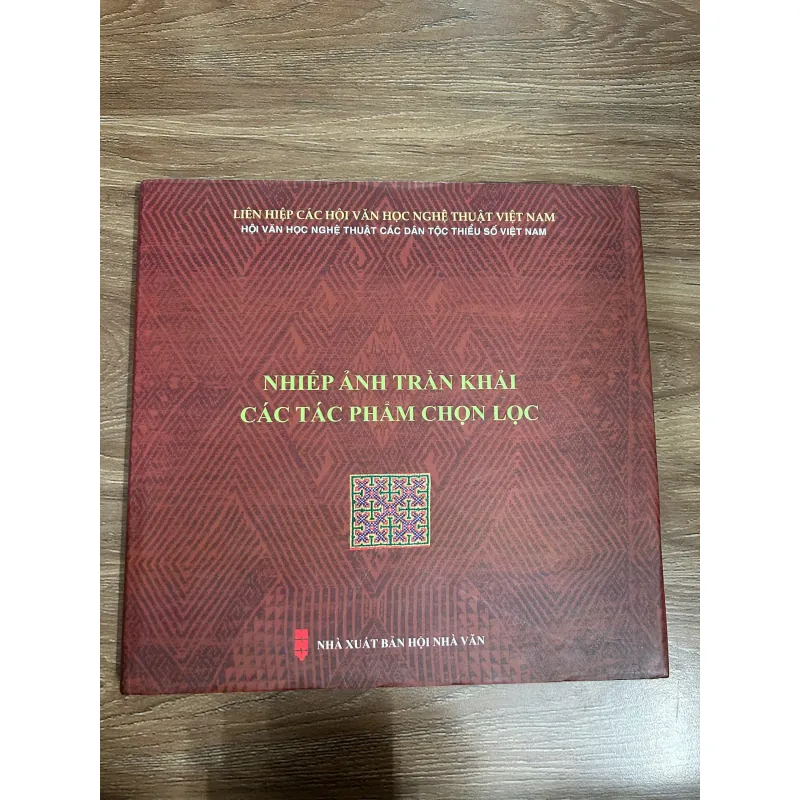 LIÊN HIỆP CÁC HỘI VĂN HỌC NGHỆ THUẬT VIỆT NAM
HỘI VĂN HỌC NGHỆ THUẬT CÁC DÂN TỘC THIỂU SỐ VIỆT NAM
NHIẾP ẢNH TRẦN KHẢI
CÁC TÁC PHẨM CHỌN LỌC
NHÀ XUẤT BẢN HỘI NHÀ VĂN